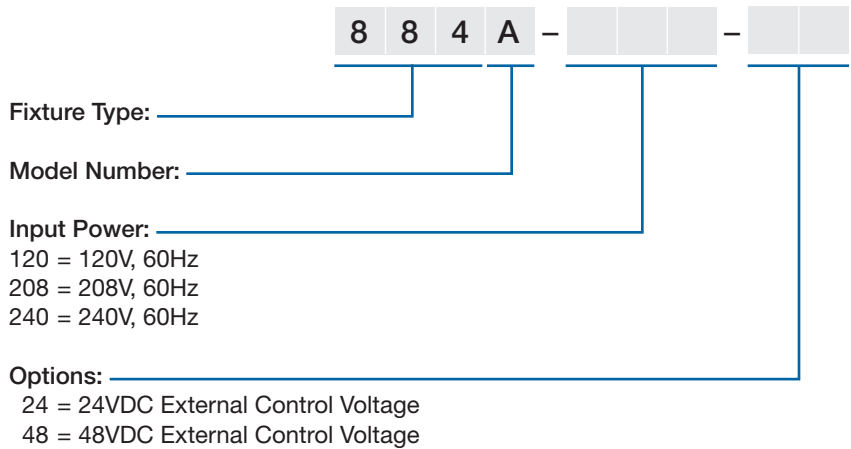 8 8 4 A – –
Fixture Type:
Model Number:
Input Power:
120 = 120V, 60Hz
208 = 208V, 60Hz
240 = 240V, 60Hz
Options:
24 = 24VDC External Control Voltage
48 = 48VDC External Control Voltage